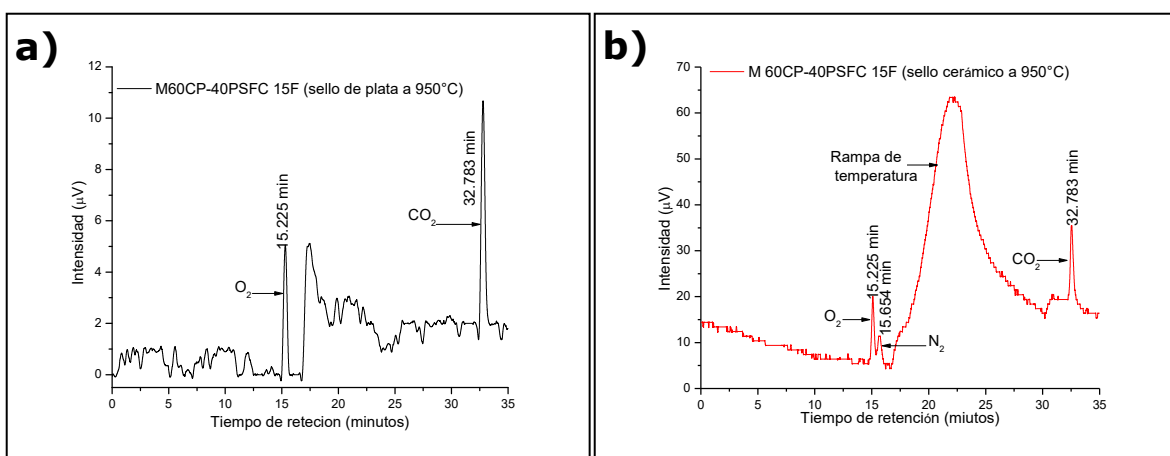 a)
12
10
8
6
4
2
0
Intensidad (μV)
M60CP-40PSFC 15F (sello de plata a 950°C)
15.225 min
O₂
32.783 min
CO₂
0 5 10 15 20 25 30 35
Tiempo de retecion (minutos)
b)
70
60
50
40
30
20
10
0
Intensidad (μV)
M 60CP-40PSFC 15F (sello cerámico a 950°C)
Rampa de
temperatura
15.225 min
15.654 min
O₂
N₂
32.783 min
CO₂
0 5 10 15 20 25 30 35
Tiempo de retención (miutos)